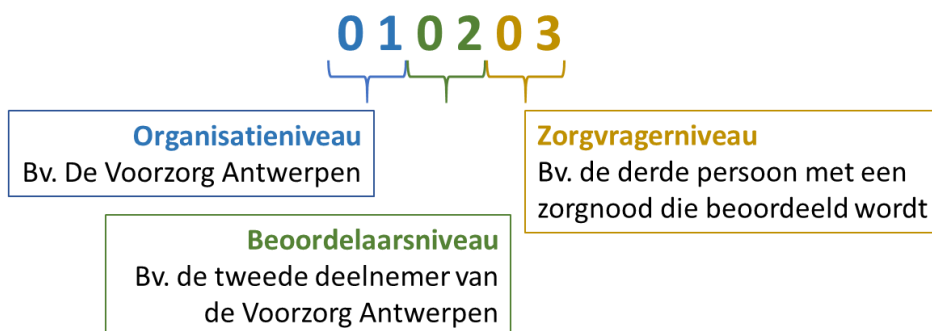 0 1 0 2 0 3
Organisatieniveau
Bv. De Voorzorg Antwerpen
Zorgvragerniveau
Bv. de derde persoon met een
zorgnood die beoordeeld wordt
Beoordelaarsniveau
Bv. de tweede deelnemer van
de Voorzorg Antwerpen